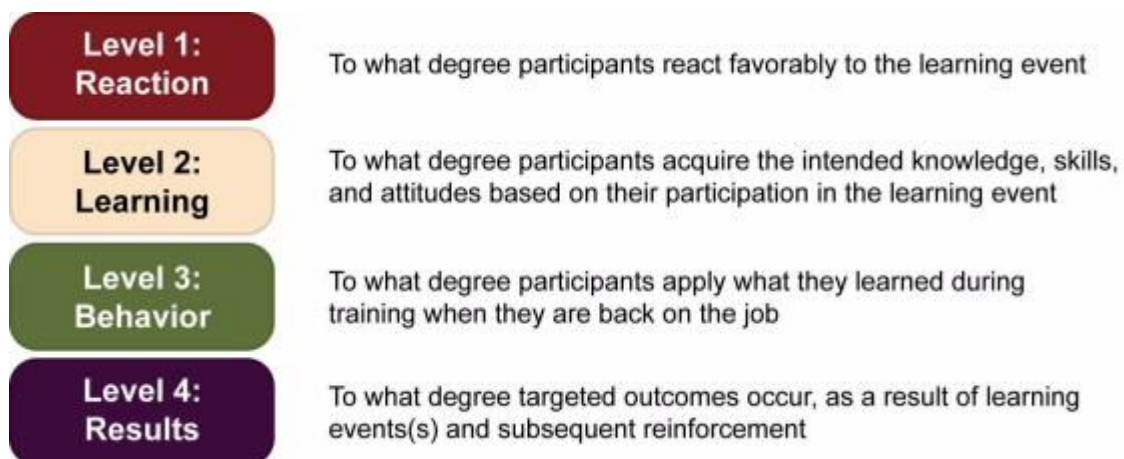 Level 1:
Reaction
To what degree participants react favorably to the learning event
Level 2:
Learning
To what degree participants acquire the intended knowledge, skills,
and attitudes based on their participation in the learning event
Level 3:
Behavior
To what degree participants apply what they learned during
training when they are back on the job
Level 4:
Results
To what degree targeted outcomes occur, as a result of learning
events(s) and subsequent reinforcement